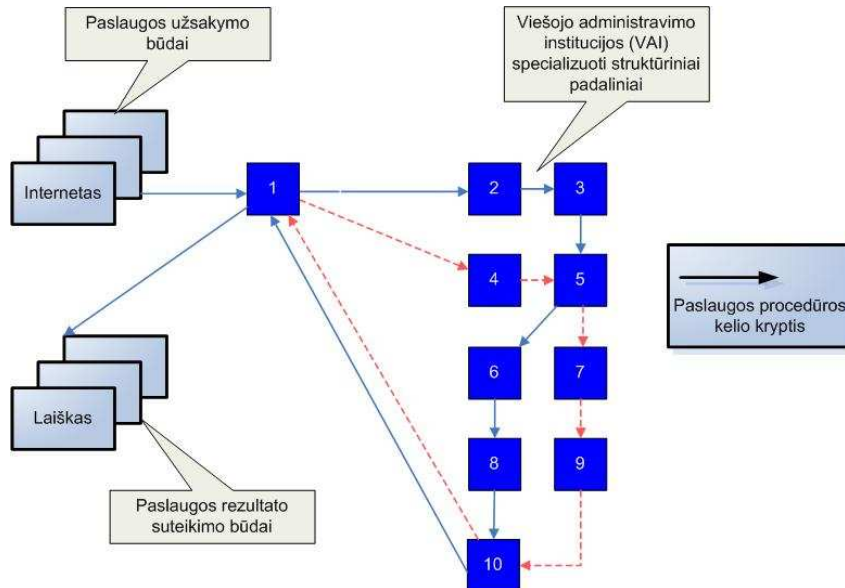 Paslaugos užsakymo
būdai
Viešojo administravimo
institucijos (VAI)
specializuoti struktūriniai
padaliniai
Internetas
1
2
3
4
5
Paslaugos procedūros
kelio kryptis
6
7
Laiškas
8
9
Paslaugos rezultato
suteikimo būdai
10